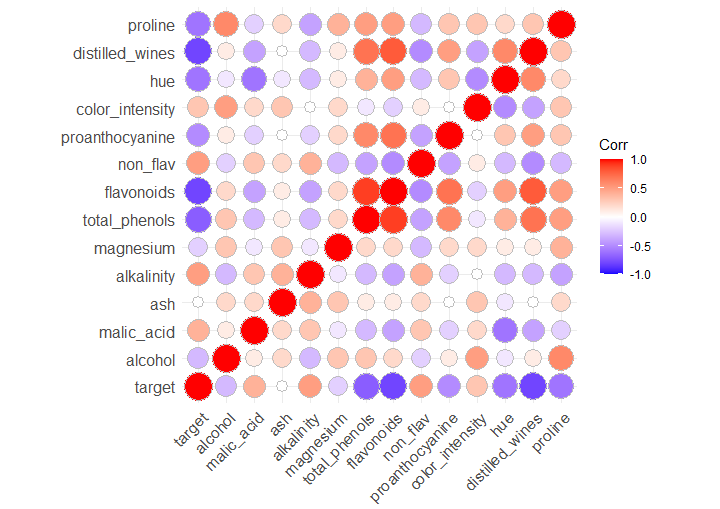 proline
distilled_wines
hue
color_intensity
proanthocyanine
non_flav
flavonoids
total_phenols
magnesium
alkalinity
ash
malic_acid
alcohol
target
target
alcohol
malic_acid
ash
alkalinity
magnesium
total_phenols
flavonoids
non_flav
proanthocyanine
color_intensity
hue
distilled_wines
proline
Corr
1.0
0.5
0.0
-0.5
-1.0